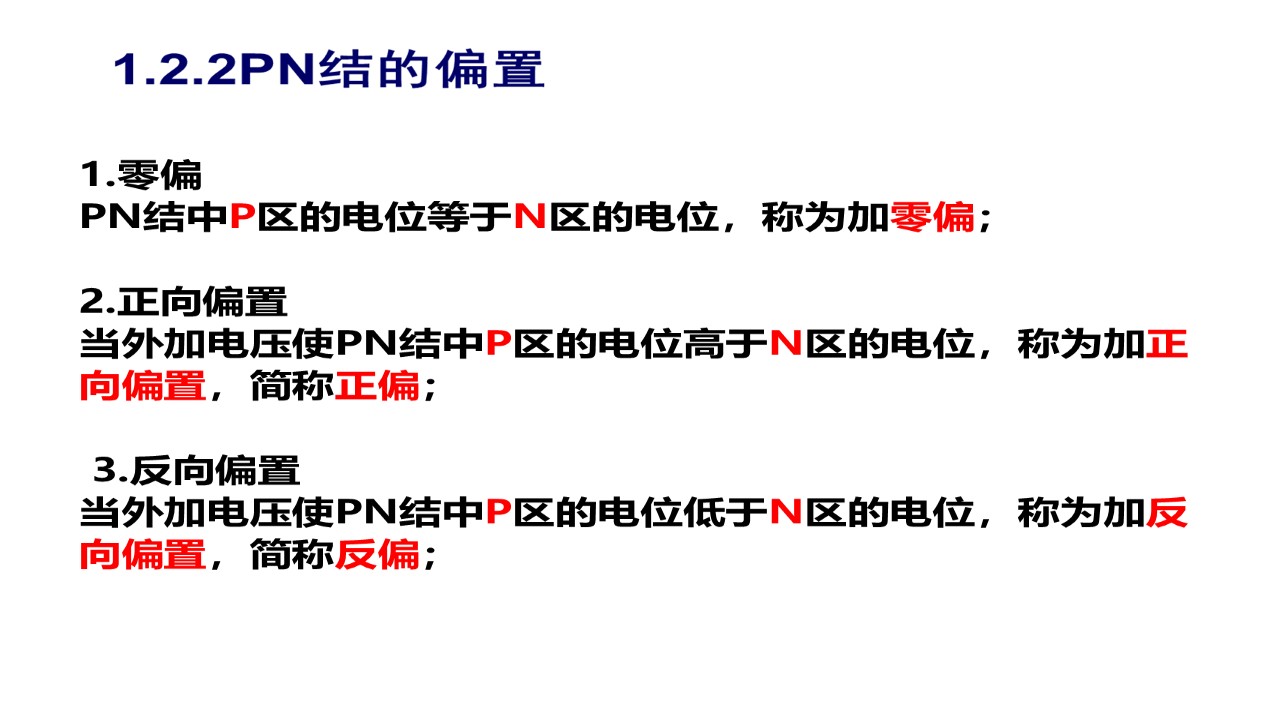 1.2.2PN结的偏置
1.零偏
PN结中P区的电位等于N区的电位，称为加零偏；
2.正向偏置
当外加电压使PN结中P区的电位高于N区的电位，称为加正
向偏置，简称正偏；
3.反向偏置
当外加电压使PN结中P区的电位低于N区的电位，称为加反
向偏置，简称反偏；